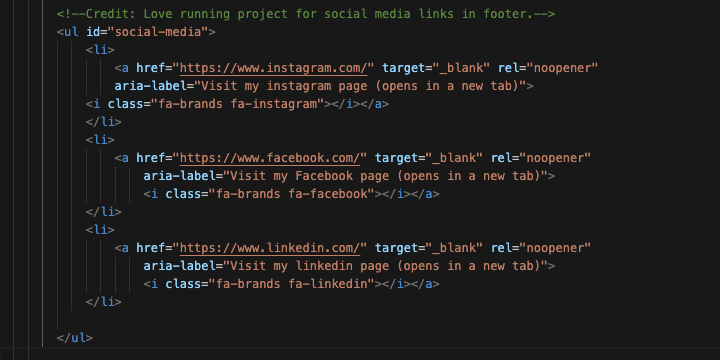 <!--Credit: Love running project for social media links in footer.-->
<ul id="social-media">
<li>
<a href="https://www.instagram.com/" target="_blank" rel="noopener"
aria-label="Visit my instagram page (opens in a new tab)">
<i class="fa-brands fa-instagram"></i></a>
</li>
<li>
<a href="https://www.facebook.com/" target="_blank" rel="noopener"
aria-label="Visit my Facebook page (opens in a new tab)">
<i class="fa-brands fa-facebook"></i></a>
</li>
<li>
<a href="https://www.linkedin.com/" target="_blank" rel="noopener"
aria-label="Visit my linkedin page (opens in a new tab)">
<i class="fa-brands fa-linkedin"></i></a>
</li>
</ul>